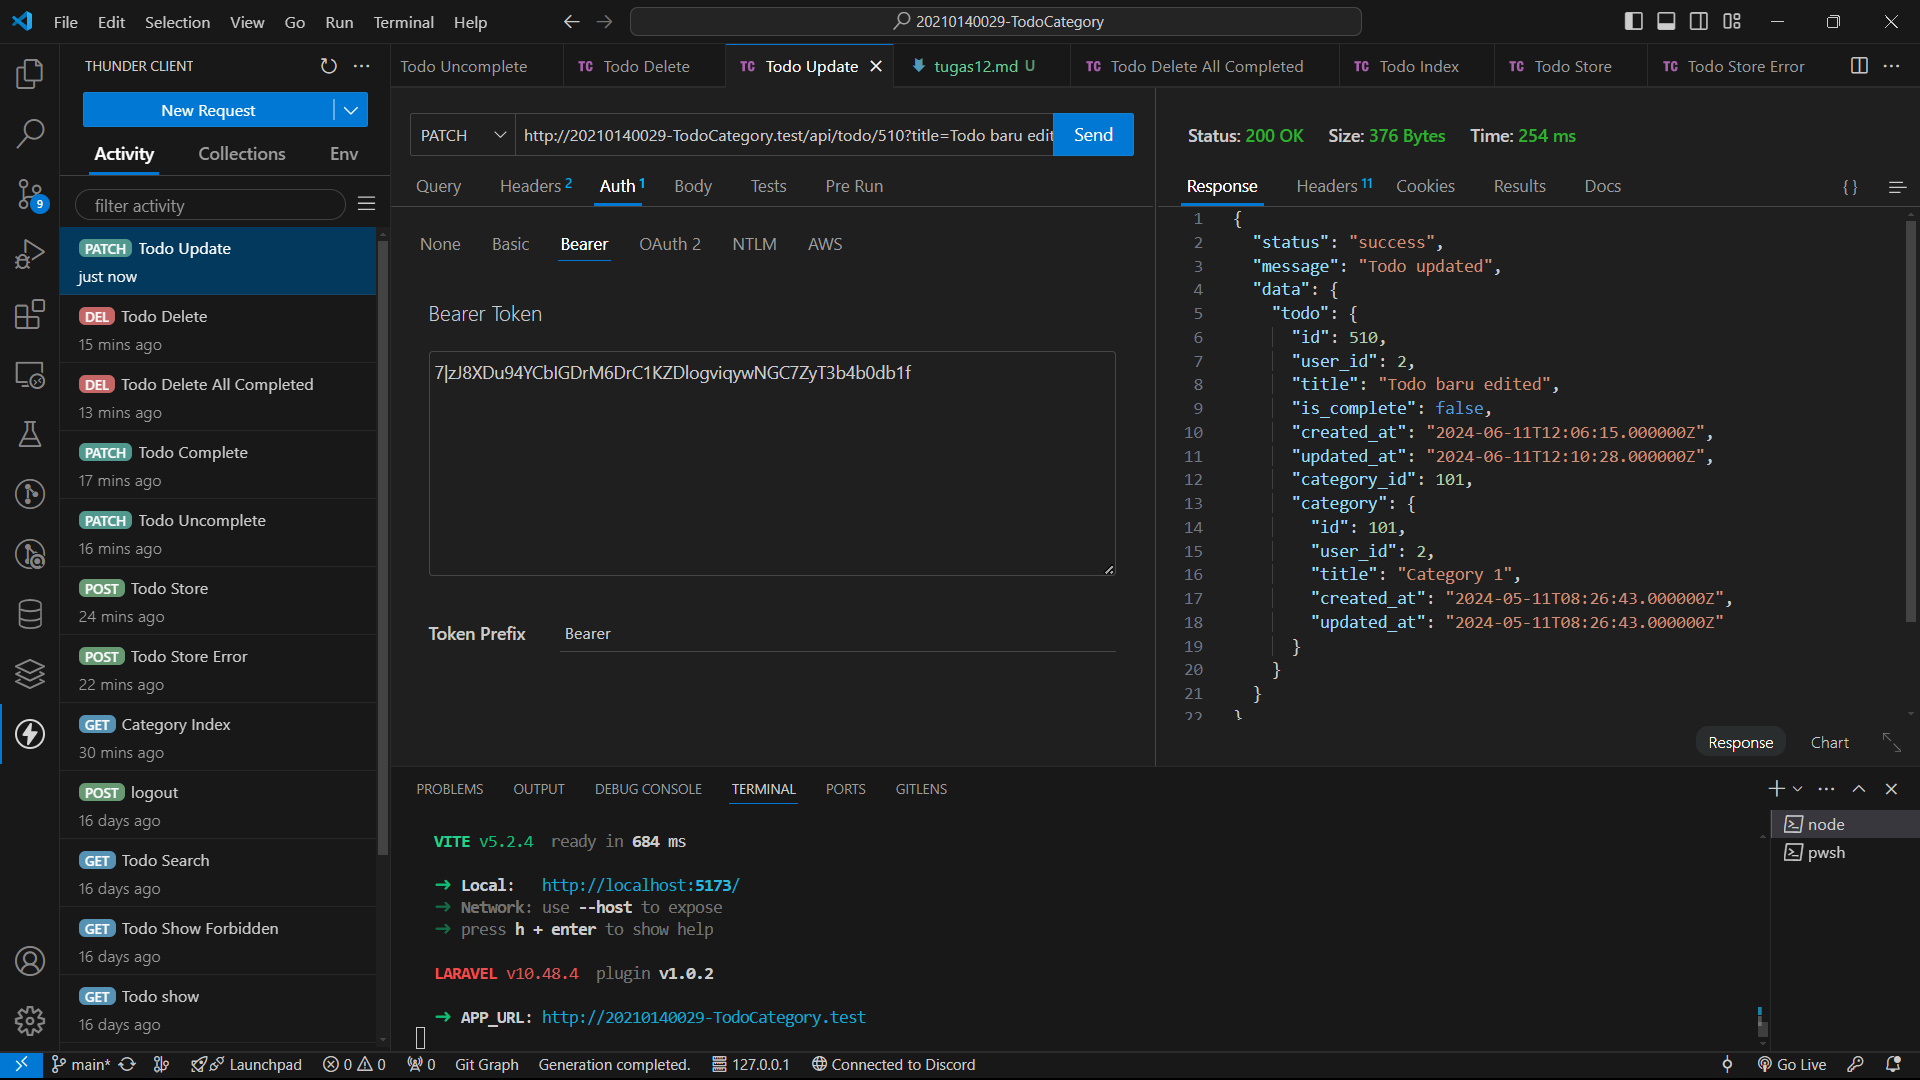 File Edit Selection View Go Run Terminal Help
20210140029-TodoCategory
THUNDER CLIENT
New Request
Activity Collections Env
filter activity
PATCH Todo Update
just now
DEL Todo Delete
15 mins ago
DEL Todo Delete All Completed
13 mins ago
PATCH Todo Complete
17 mins ago
PATCH Todo Uncomplete
16 mins ago
POST Todo Store
24 mins ago
POST Todo Store Error
22 mins ago
GET Category Index
30 mins ago
POST logout
16 days ago
GET Todo Search
16 days ago
GET Todo Show Forbidden
16 days ago
GET Todo show
16 days ago
Todo Uncomplete TC Todo Delete TC Todo Update tugas12.md U TC Todo Delete All Completed TC Todo Index TC Todo Store TC Todo Store Error
PATCH http://20210140029-TodoCategory.test/api/todo/510?title=Todo baru edit Send
Query Headers 2 Auth 1 Body Tests Pre Run
None Basic Bearer OAuth 2 NTLM AWS
Bearer Token
7|zJ8XDu94YCbIGDrM6DrC1KZDlogviqywNGC7ZyT3b4b0db1f
Token Prefix Bearer
Status: 200 OK Size: 376 Bytes Time: 254 ms
Response Headers 11 Cookies Results Docs {}
1 {
2 "status": "success",
3 "message": "Todo updated",
4 "data": {
5 "todo": {
6 "id": 510,
7 "user_id": 2,
8 "title": "Todo baru edited",
9 "is_complete": false,
10 "created_at": "2024-06-11T12:06:15.000000Z",
11 "updated_at": "2024-06-11T12:10:28.000000Z",
12 "category_id": 101,
13 "category": {
14 "id": 101,
15 "user_id": 2,
16 "title": "Category 1",
17 "created_at": "2024-05-11T08:26:43.000000Z",
18 "updated_at": "2024-05-11T08:26:43.000000Z"
19 }
20 }
21 }
22 }
Response Chart
PROBLEMS OUTPUT DEBUG CONSOLE TERMINAL PORTS GITLENS
VITE v5.2.4 ready in 684 ms
➜ Local: http://localhost:5173/
➜ Network: use --host to expose
➜ press h + enter to show help
LARAVEL v10.48.4 plugin v1.0.2
➜ APP_URL: http://20210140029-TodoCategory.test
node
pwsh
9
main* Launchpad 0 0 0 Git Graph Generation completed. 127.0.0.1 Connected to Discord Go Live